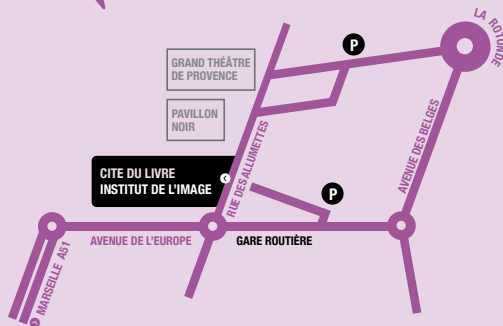 LA ROTONDE
P
GRAND THÉÂTRE
DE PROVENCE
PAVILLON
NOIR
AVENUE DES BELGES
RUE DES ALLUMETTES
CITE DU LIVRE
INSTITUT DE L'IMAGE
P
AVENUE DE L'EUROPE
GARE ROUTIÈRE
MARSEILLE A51